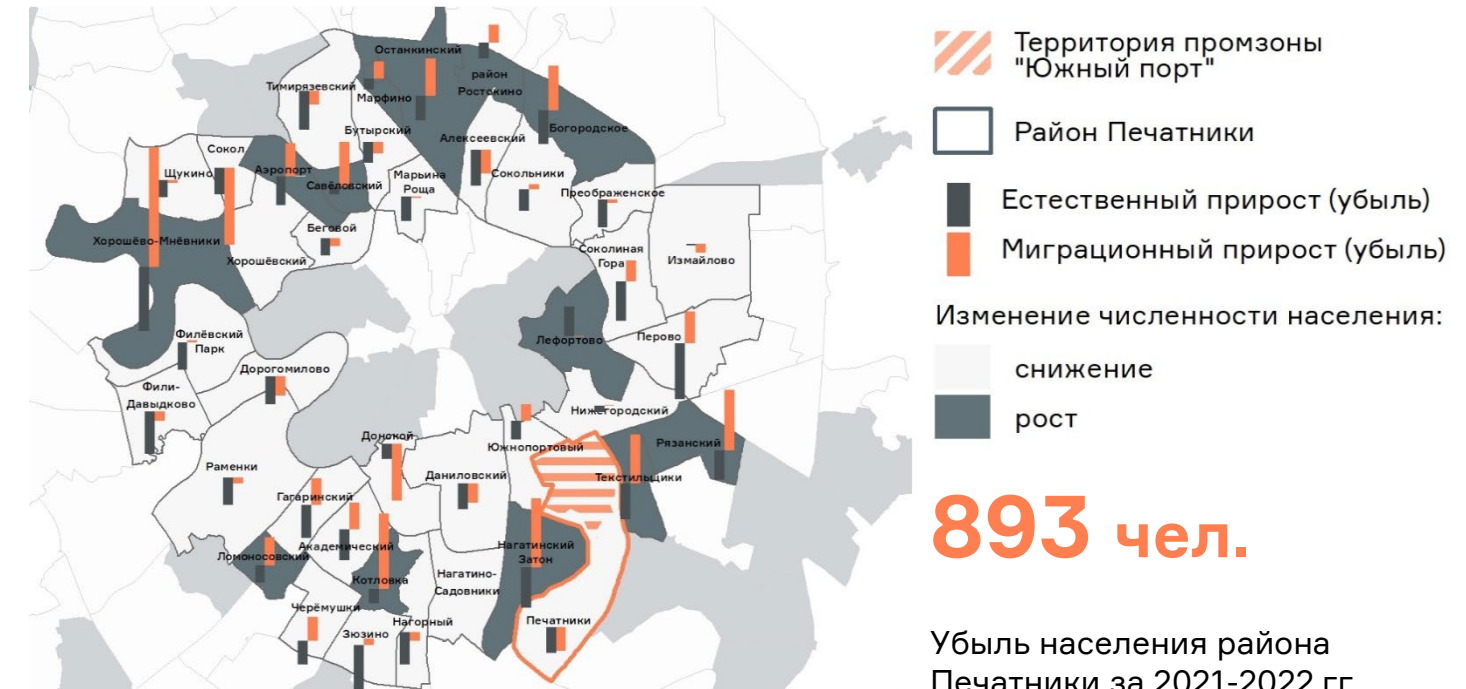 Останкинский
район
Ростокино
Тимирязевский
Марфино
Бутырский
Алексеевский
Богородское
Сокол
Щукино
Аэропорт
Савёловский
Марьина
Роща
Сокольники
Преображенское
Беговой
Хорошёво-Мнёвники
Хорошёвский
Соколиная
Гора
Измайлово
Филёвский
Парк
Лефортово
Перово
Дорогомилово
Фили-
Давыдково
Нижегородский
Донской
Южнопортовый
Рязанский
Раменки
Даниловский
Текстильщики
Гагаринский
Ломоносовский
Академический
Нагатинский
Затон
Котловка
Нагатино-
Садовники
Черёмушки
Зюзино
Нагорный
Печатники
Территория промзоны
"Южный порт"
Район Печатники
Естественный прирост (убыль)
Миграционный прирост (убыль)
Изменение численности населения:
снижение
рост
893 чел.
Убыль населения района
Печатники за 2021-2022 гг